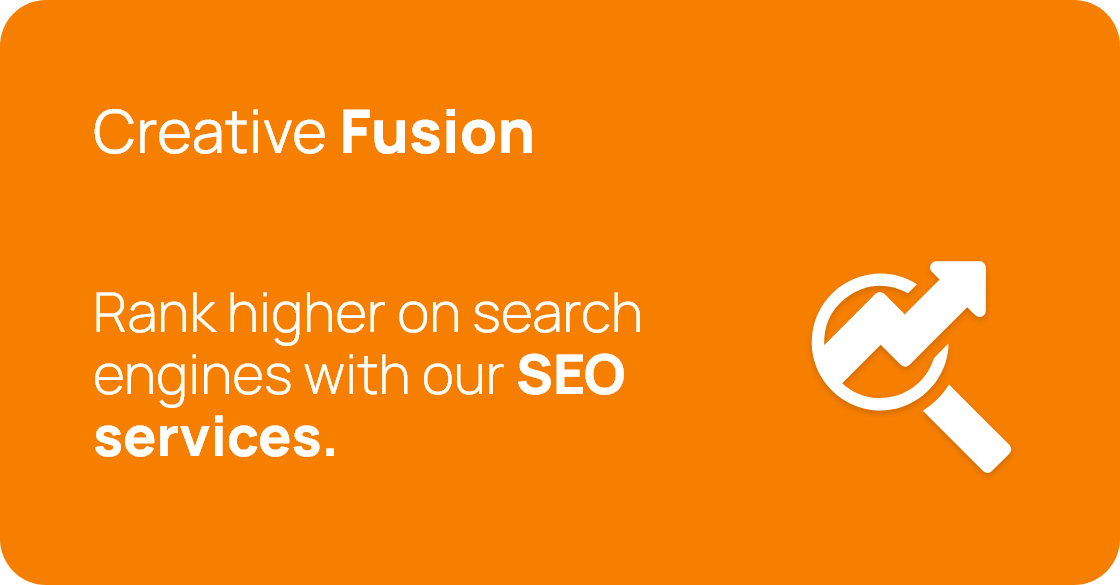 Creative Fusion
Rank higher on search
engines with our SEO
services.